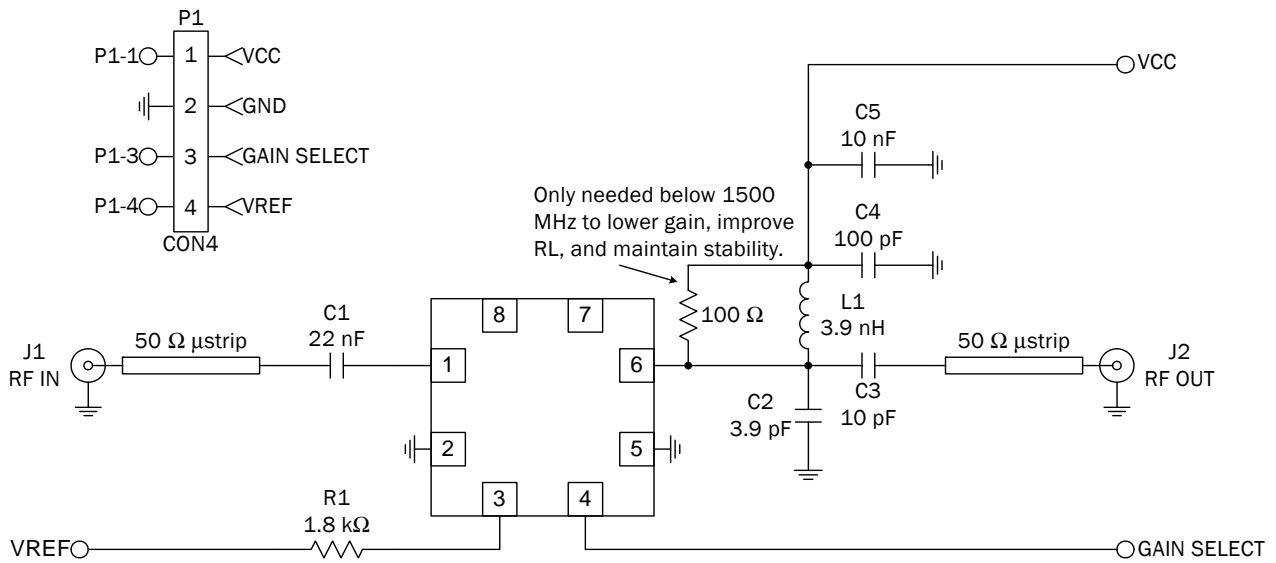 P1
P1-1 1 VCC
2 GND
P1-3 3 GAIN SELECT
P1-4 4 VREF
CON4
VCC
C5
10 nF
C4
100 pF
Only needed below 1500
MHz to lower gain, improve
RL, and maintain stability.
100 Ω
L1
3.9 nH
J1
RF IN
50 Ω µstrip
C1
22 nF
8
7
1
6
2
5
3
4
C2
3.9 pF
C3
10 pF
50 Ω µstrip
J2
RF OUT
R1
1.8 kΩ
VREF
GAIN SELECT